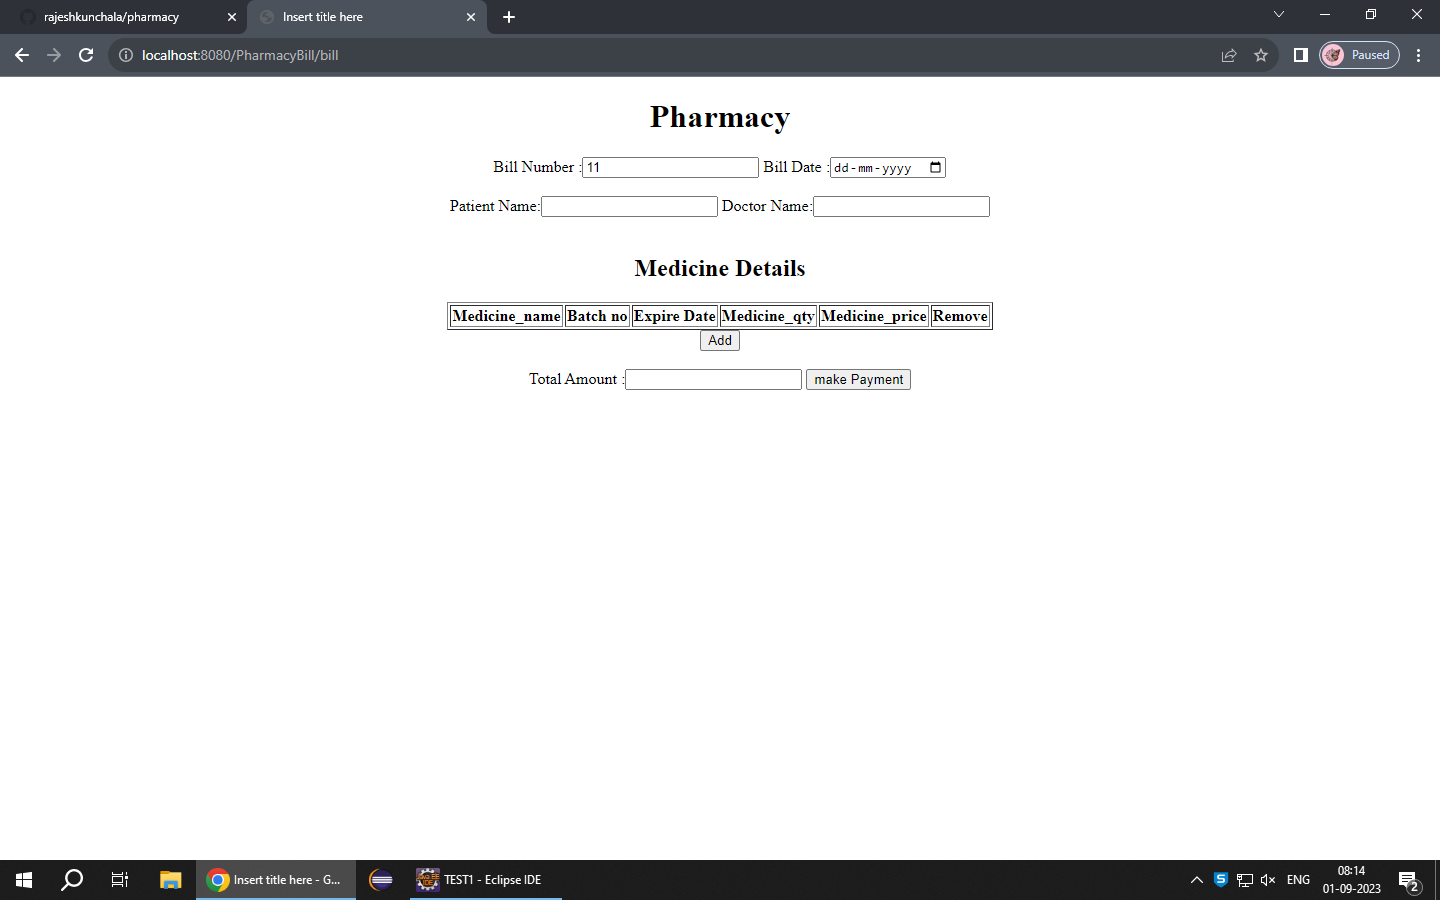 rajeshkunchala/pharmacy
Insert title here
localhost:8080/PharmacyBill/bill
Paused
Pharmacy
Bill Number :11 Bill Date :dd-mm-yyyy
Patient Name: Doctor Name:
Medicine Details
Medicine_name Batch no Expire Date Medicine_qty Medicine_price Remove
Add
Total Amount : make Payment
Insert title here - G...
TEST1 - Eclipse IDE
ENG
08:14
01-09-2023
2